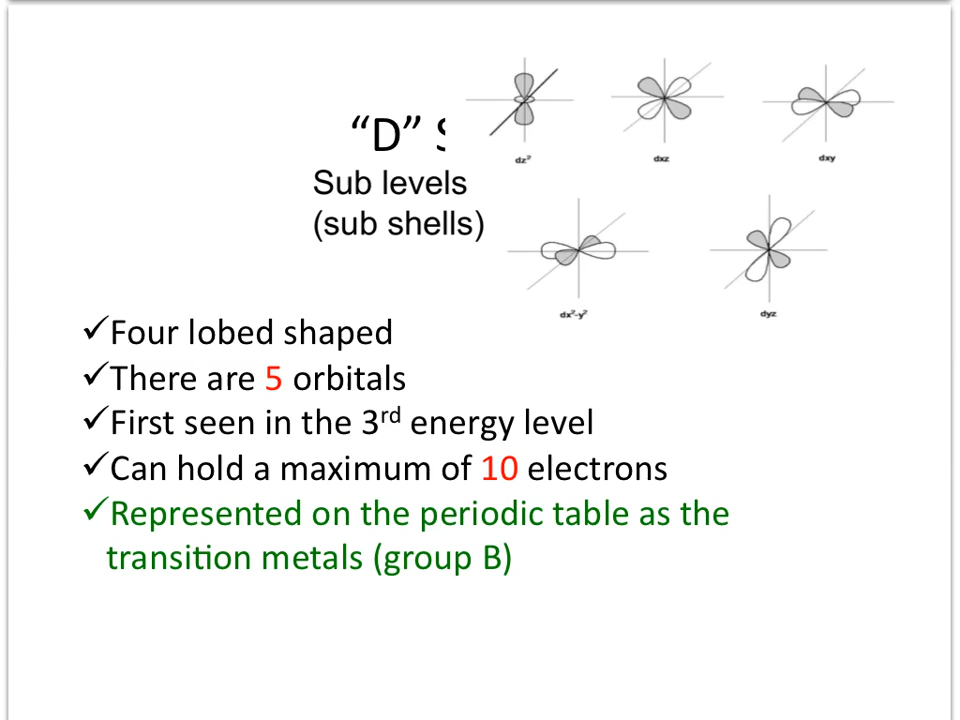 “D” S
Sub levels
(sub shells)
dz²
dxz
dxy
dx²-y²
dyz
✓Four lobed shaped
✓There are 5 orbitals
✓First seen in the 3rd energy level
✓Can hold a maximum of 10 electrons
✓Represented on the periodic table as the
transition metals (group B)